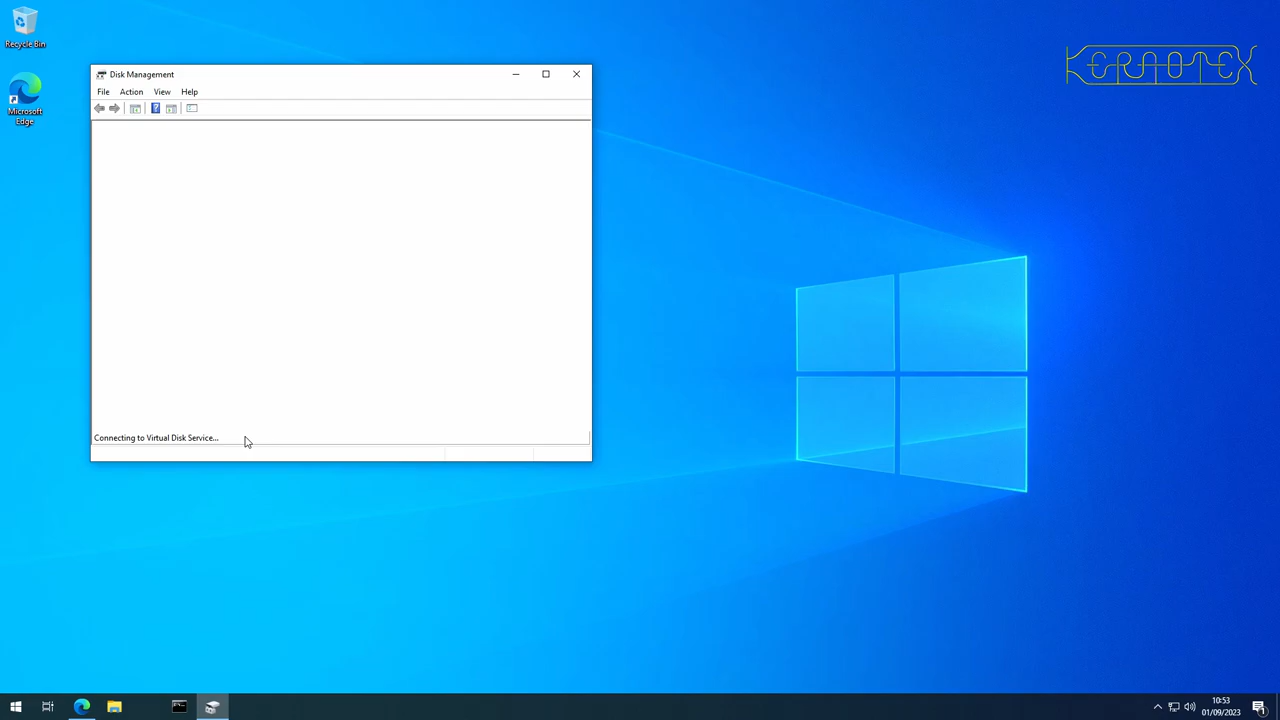 Recycle Bin
KERNOTEX
Disk Management
Microsoft
Edge
File Action View Help
Connecting to Virtual Disk Service...
10:53
01/09/2023
1